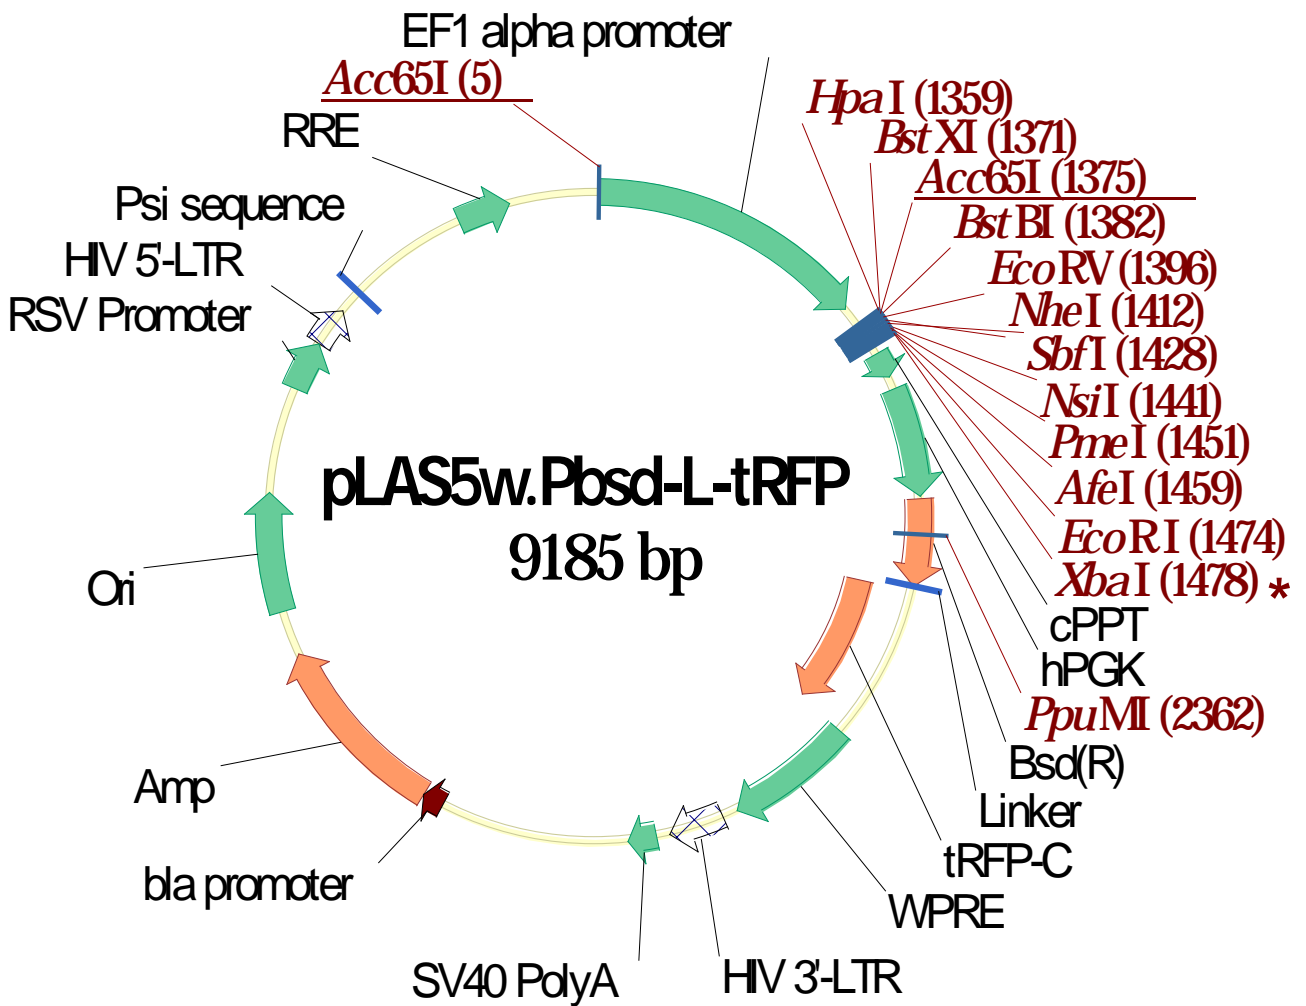 EF1 alpha promoter
Acc65I (5)
RRE
Psi sequence
HIV 5'-LTR
RSV Promoter
HpaI (1359)
BstXI (1371)
Acc65I (1375)
BstBI (1382)
EcoRV (1396)
NheI (1412)
SbfI (1428)
NsiI (1441)
PmeI (1451)
AfeI (1459)
EcoRI (1474)
XbaI (1478) *
cPPT
hPGK
PpuMI (2362)
Bsd(R)
Linker
tRFP-C
WPRE
HIV 3'-LTR
SV40 PolyA
bla promoter
Amp
Ori
pLAS5w.Pbsd-L-tRFP
9185 bp